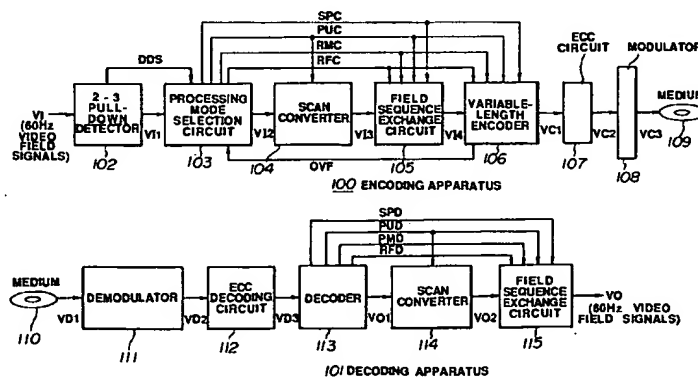 SPC
PUC
RMC
RFC
DDS
VI
(60Hz
VIDEO
FIELD
SIGNALS)
2-3
PULL-
DOWN
DETECTOR
102
VI1
PROCESSING
MODE
SELECTION
CIRCUIT
103
VI2
SCAN
CONVERTER
104
VI3
FIELD
SEQUENCE
EXCHANGE
CIRCUIT
105
VI4
VARIABLE-
LENGTH
ENCODER
106
VC1
ECC
CIRCUIT
107
VC2
MODULATOR
108
VC3
MEDIUM
109
OVF
100 ENCODING APPARATUS
SPD
PUD
PMD
RFD
MEDIUM
110
VD1
DEMODULATOR
111
VD2
ECC
DECODING
CIRCUIT
112
VD3
DECODER
113
VO1
SCAN
CONVERTER
114
VO2
FIELD
SEQUENCE
EXCHANGE
CIRCUIT
115
VO
(60Hz VIDEO
FIELD SIGNALS)
101 DECODING APPARATUS